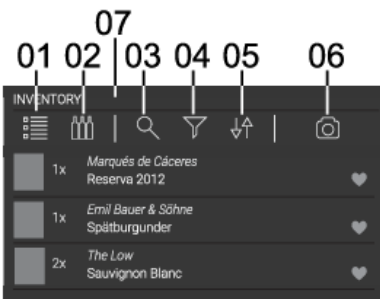 07
01 02 03 04 05 06
INVENTORY
1x Marqués de Cáceres
Reserva 2012
1x Emil Bauer & Söhne
Spätburgunder
2x The Low
Sauvignon Blanc